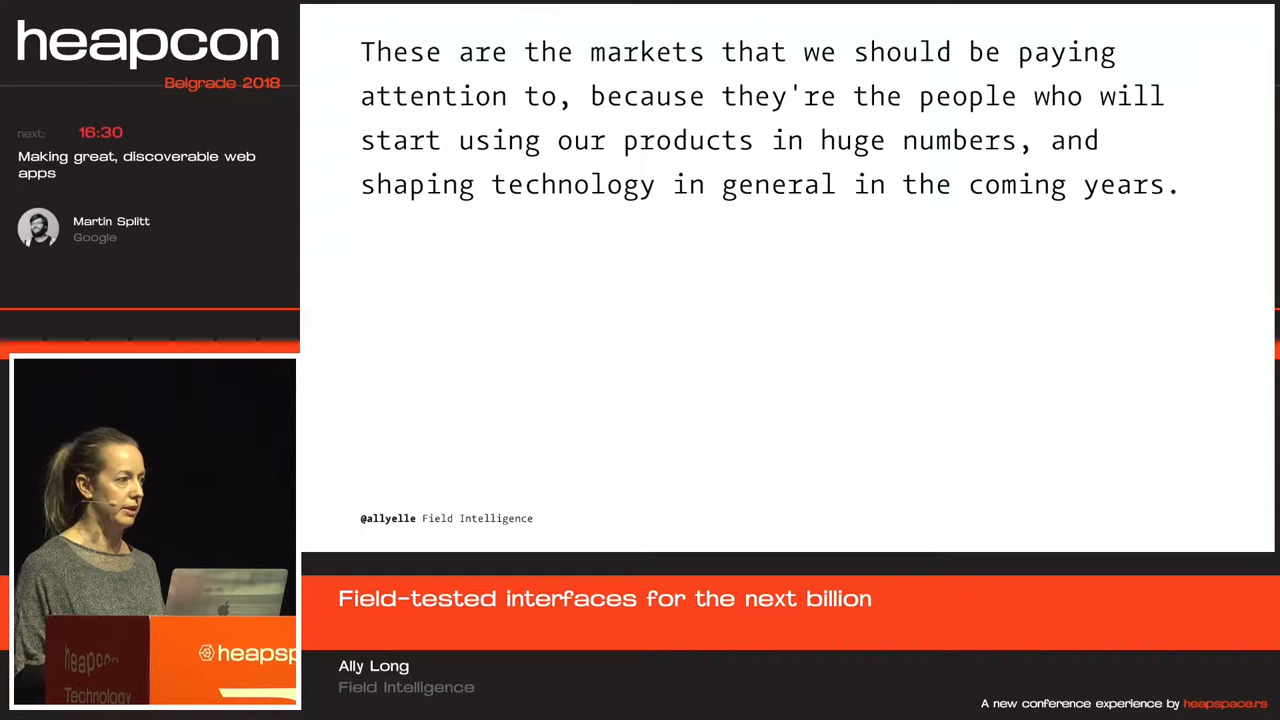 heapcon
Belgrade 2018
next: 16:30
Making great, discoverable web
apps
Martin Splitt
Google
These are the markets that we should be paying
attention to, because they're the people who will
start using our products in huge numbers, and
shaping technology in general in the coming years.
@allyelle Field Intelligence
heapcon
Technology
heapsp
Field-tested interfaces for the next billion
Ally Long
Field Intelligence
A new conference experience by heapspace.rs